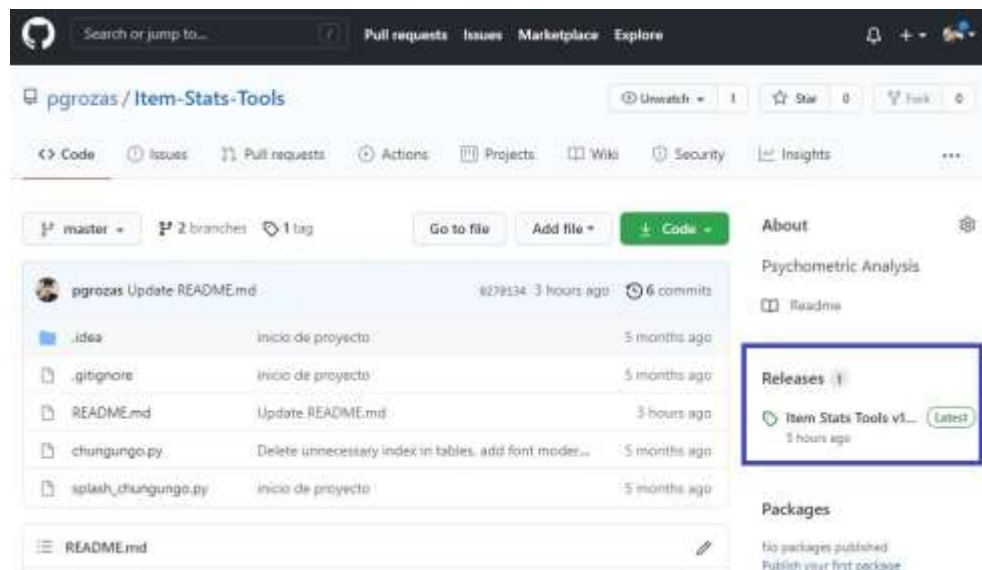 Search or jump to...
/
Pull requests Issues Marketplace Explore
pgrozas / Item-Stats-Tools
Unwatch 1
Star 0
Fork 0
Code Issues Pull requests Actions Projects Wiki Security Insights
master 2 branches 1 tag
Go to file Add file Code
pgrozas Update README.md 3 hours ago 6 commits
.idea inicio de proyecto 5 months ago
.gitignore inicio de proyecto 5 months ago
README.md Update README.md 3 hours ago
chungungo.py Delete unnecessary index in tables, add font moder... 5 months ago
splash_chungungo.py inicio de proyecto 5 months ago
README.md
About
Psychometric Analysis
Readme
Releases 1
Item Stats Tools v1.... Latest
hours ago
Packages
No packages published
Publish your first package